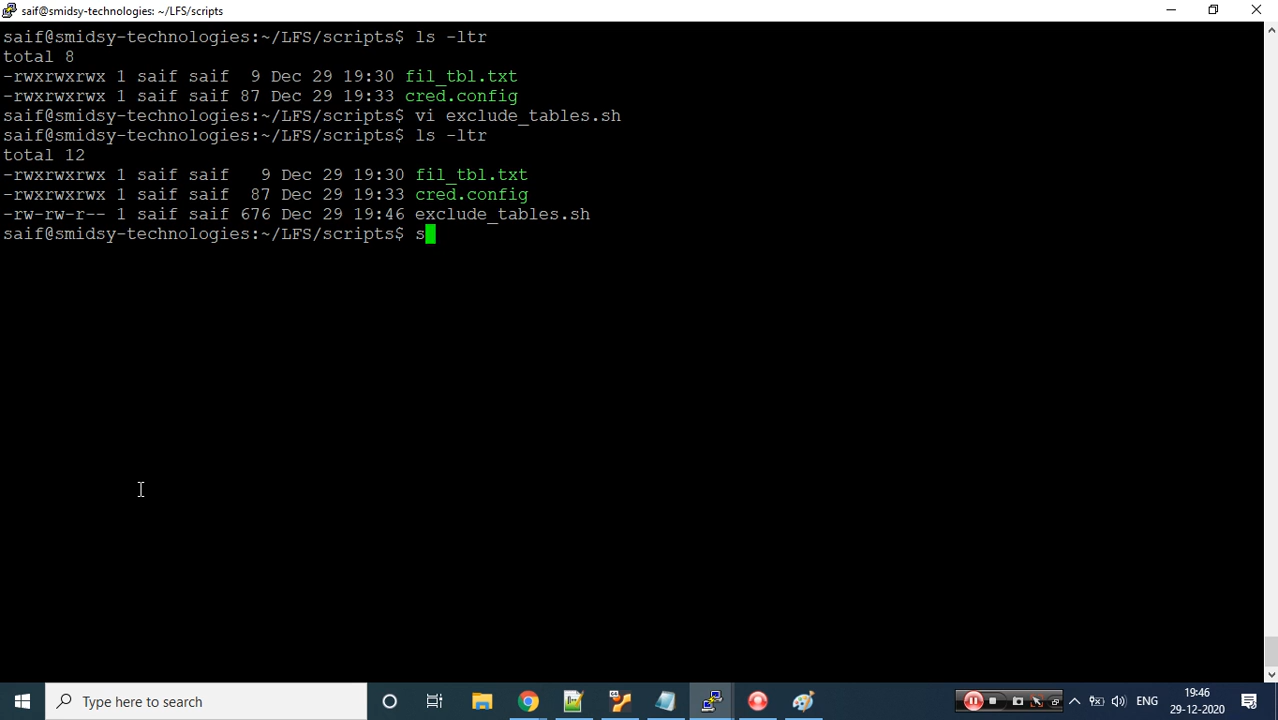 saif@smidsy-technologies: ~/LFS/scripts
saif@smidsy-technologies:~/LFS/scripts$ ls -ltr
total 8
-rwxrwxrwx 1 saif saif  9 Dec 29 19:30 fil_tbl.txt
-rwxrwxrwx 1 saif saif 87 Dec 29 19:33 cred.config
saif@smidsy-technologies:~/LFS/scripts$ vi exclude_tables.sh
saif@smidsy-technologies:~/LFS/scripts$ ls -ltr
total 12
-rwxrwxrwx 1 saif saif   9 Dec 29 19:30 fil_tbl.txt
-rwxrwxrwx 1 saif saif  87 Dec 29 19:33 cred.config
-rw-rw-r-- 1 saif saif 676 Dec 29 19:46 exclude_tables.sh
saif@smidsy-technologies:~/LFS/scripts$ s
Type here to search
ENG
19:46
29-12-2020